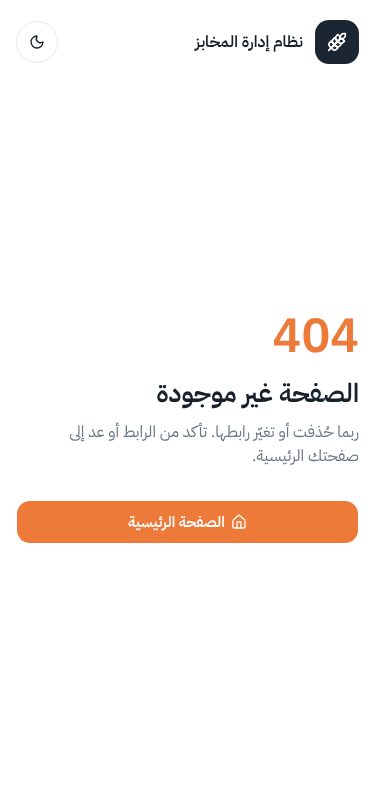 نظام إدارة المخابز
404
الصفحة غير موجودة
ربما حُذفت أو تغيّر رابطها. تأكد من الرابط أو عد إلى
صفحتك الرئيسية.
الصفحة الرئيسية